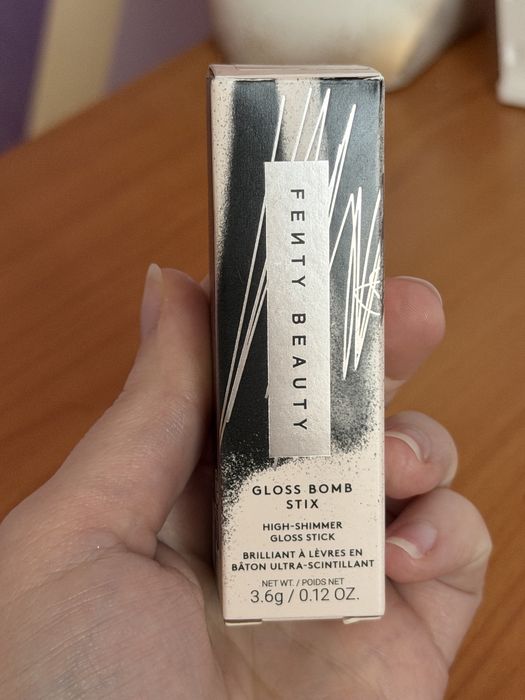 FEИTY BEAUTY
GLOSS BOMB
STIX
HIGH-SHIMMER
GLOSS STICK
BRILLIANT À LÈVRES EN
BÂTON ULTRA-SCINTILLANT
NET WT. / POIDS NET
3.6g / 0.12 OZ.